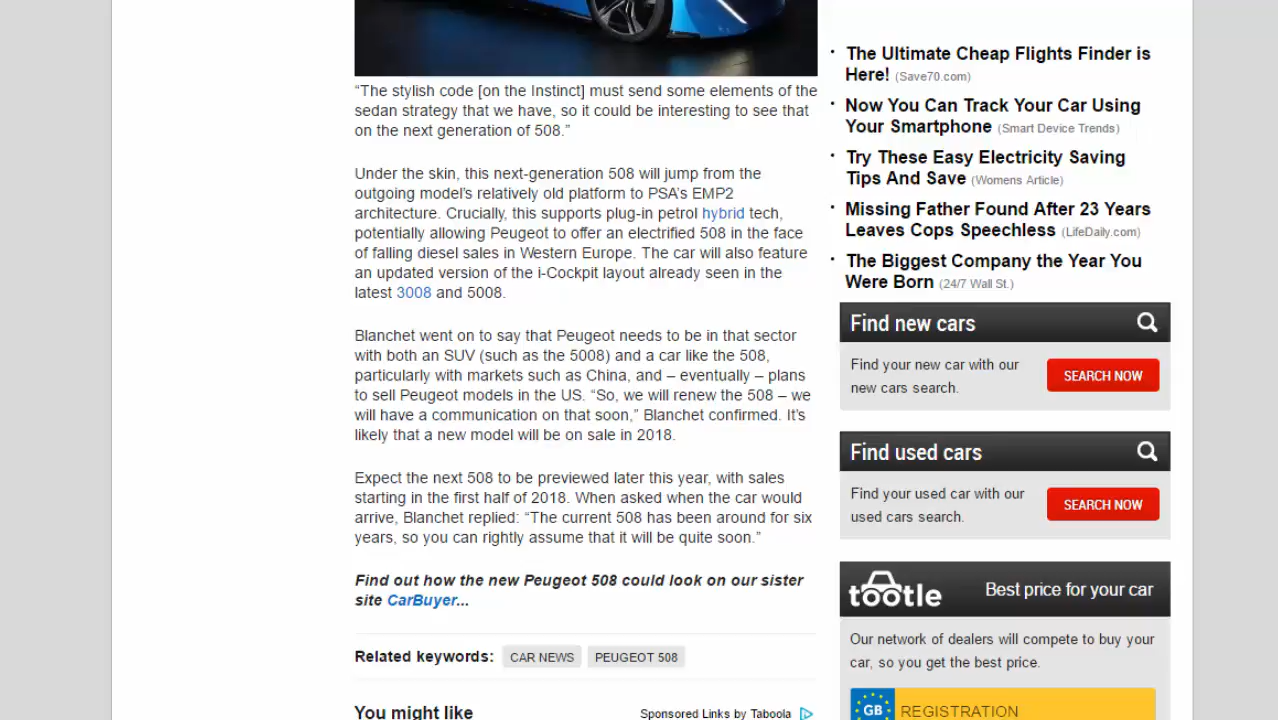 “The stylish code [on the Instinct] must send some elements of the
sedan strategy that we have, so it could be interesting to see that
on the next generation of 508.”
Under the skin, this next-generation 508 will jump from the
outgoing model’s relatively old platform to PSA’s EMP2
architecture. Crucially, this supports plug-in petrol hybrid tech,
potentially allowing Peugeot to offer an electrified 508 in the face
of falling diesel sales in Western Europe. The car will also feature
an updated version of the i-Cockpit layout already seen in the
latest 3008 and 5008.
Blanchet went on to say that Peugeot needs to be in that sector
with both an SUV (such as the 5008) and a car like the 508,
particularly with markets such as China, and – eventually – plans
to sell Peugeot models in the US. “So, we will renew the 508 – we
will have a communication on that soon,” Blanchet confirmed. It’s
likely that a new model will be on sale in 2018.
Expect the next 508 to be previewed later this year, with sales
starting in the first half of 2018. When asked when the car would
arrive, Blanchet replied: “The current 508 has been around for six
years, so you can rightly assume that it will be quite soon.”
Find out how the new Peugeot 508 could look on our sister
site CarBuyer...
Related keywords: CAR NEWS PEUGEOT 508
You might like
Sponsored Links by Taboola
The Ultimate Cheap Flights Finder is
Here! (Save70.com)
Now You Can Track Your Car Using
Your Smartphone (Smart Device Trends)
Try These Easy Electricity Saving
Tips And Save (Womens Article)
Missing Father Found After 23 Years
Leaves Cops Speechless (LifeDaily.com)
The Biggest Company the Year You
Were Born (24/7 Wall St.)
Find new cars
Find your new car with our
new cars search.
SEARCH NOW
Find used cars
Find your used car with our
used cars search.
SEARCH NOW
tootle
Best price for your car
Our network of dealers will compete to buy your
car, so you get the best price.
GB
REGISTRATION